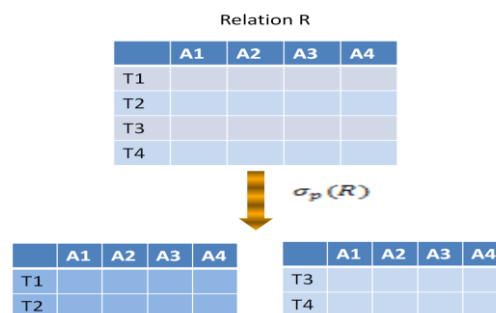 Relation R
A1 A2 A3 A4
T1
T2
T3
T4
σp(R)
A1 A2 A3 A4
T1
T2
A1 A2 A3 A4
T3
T4